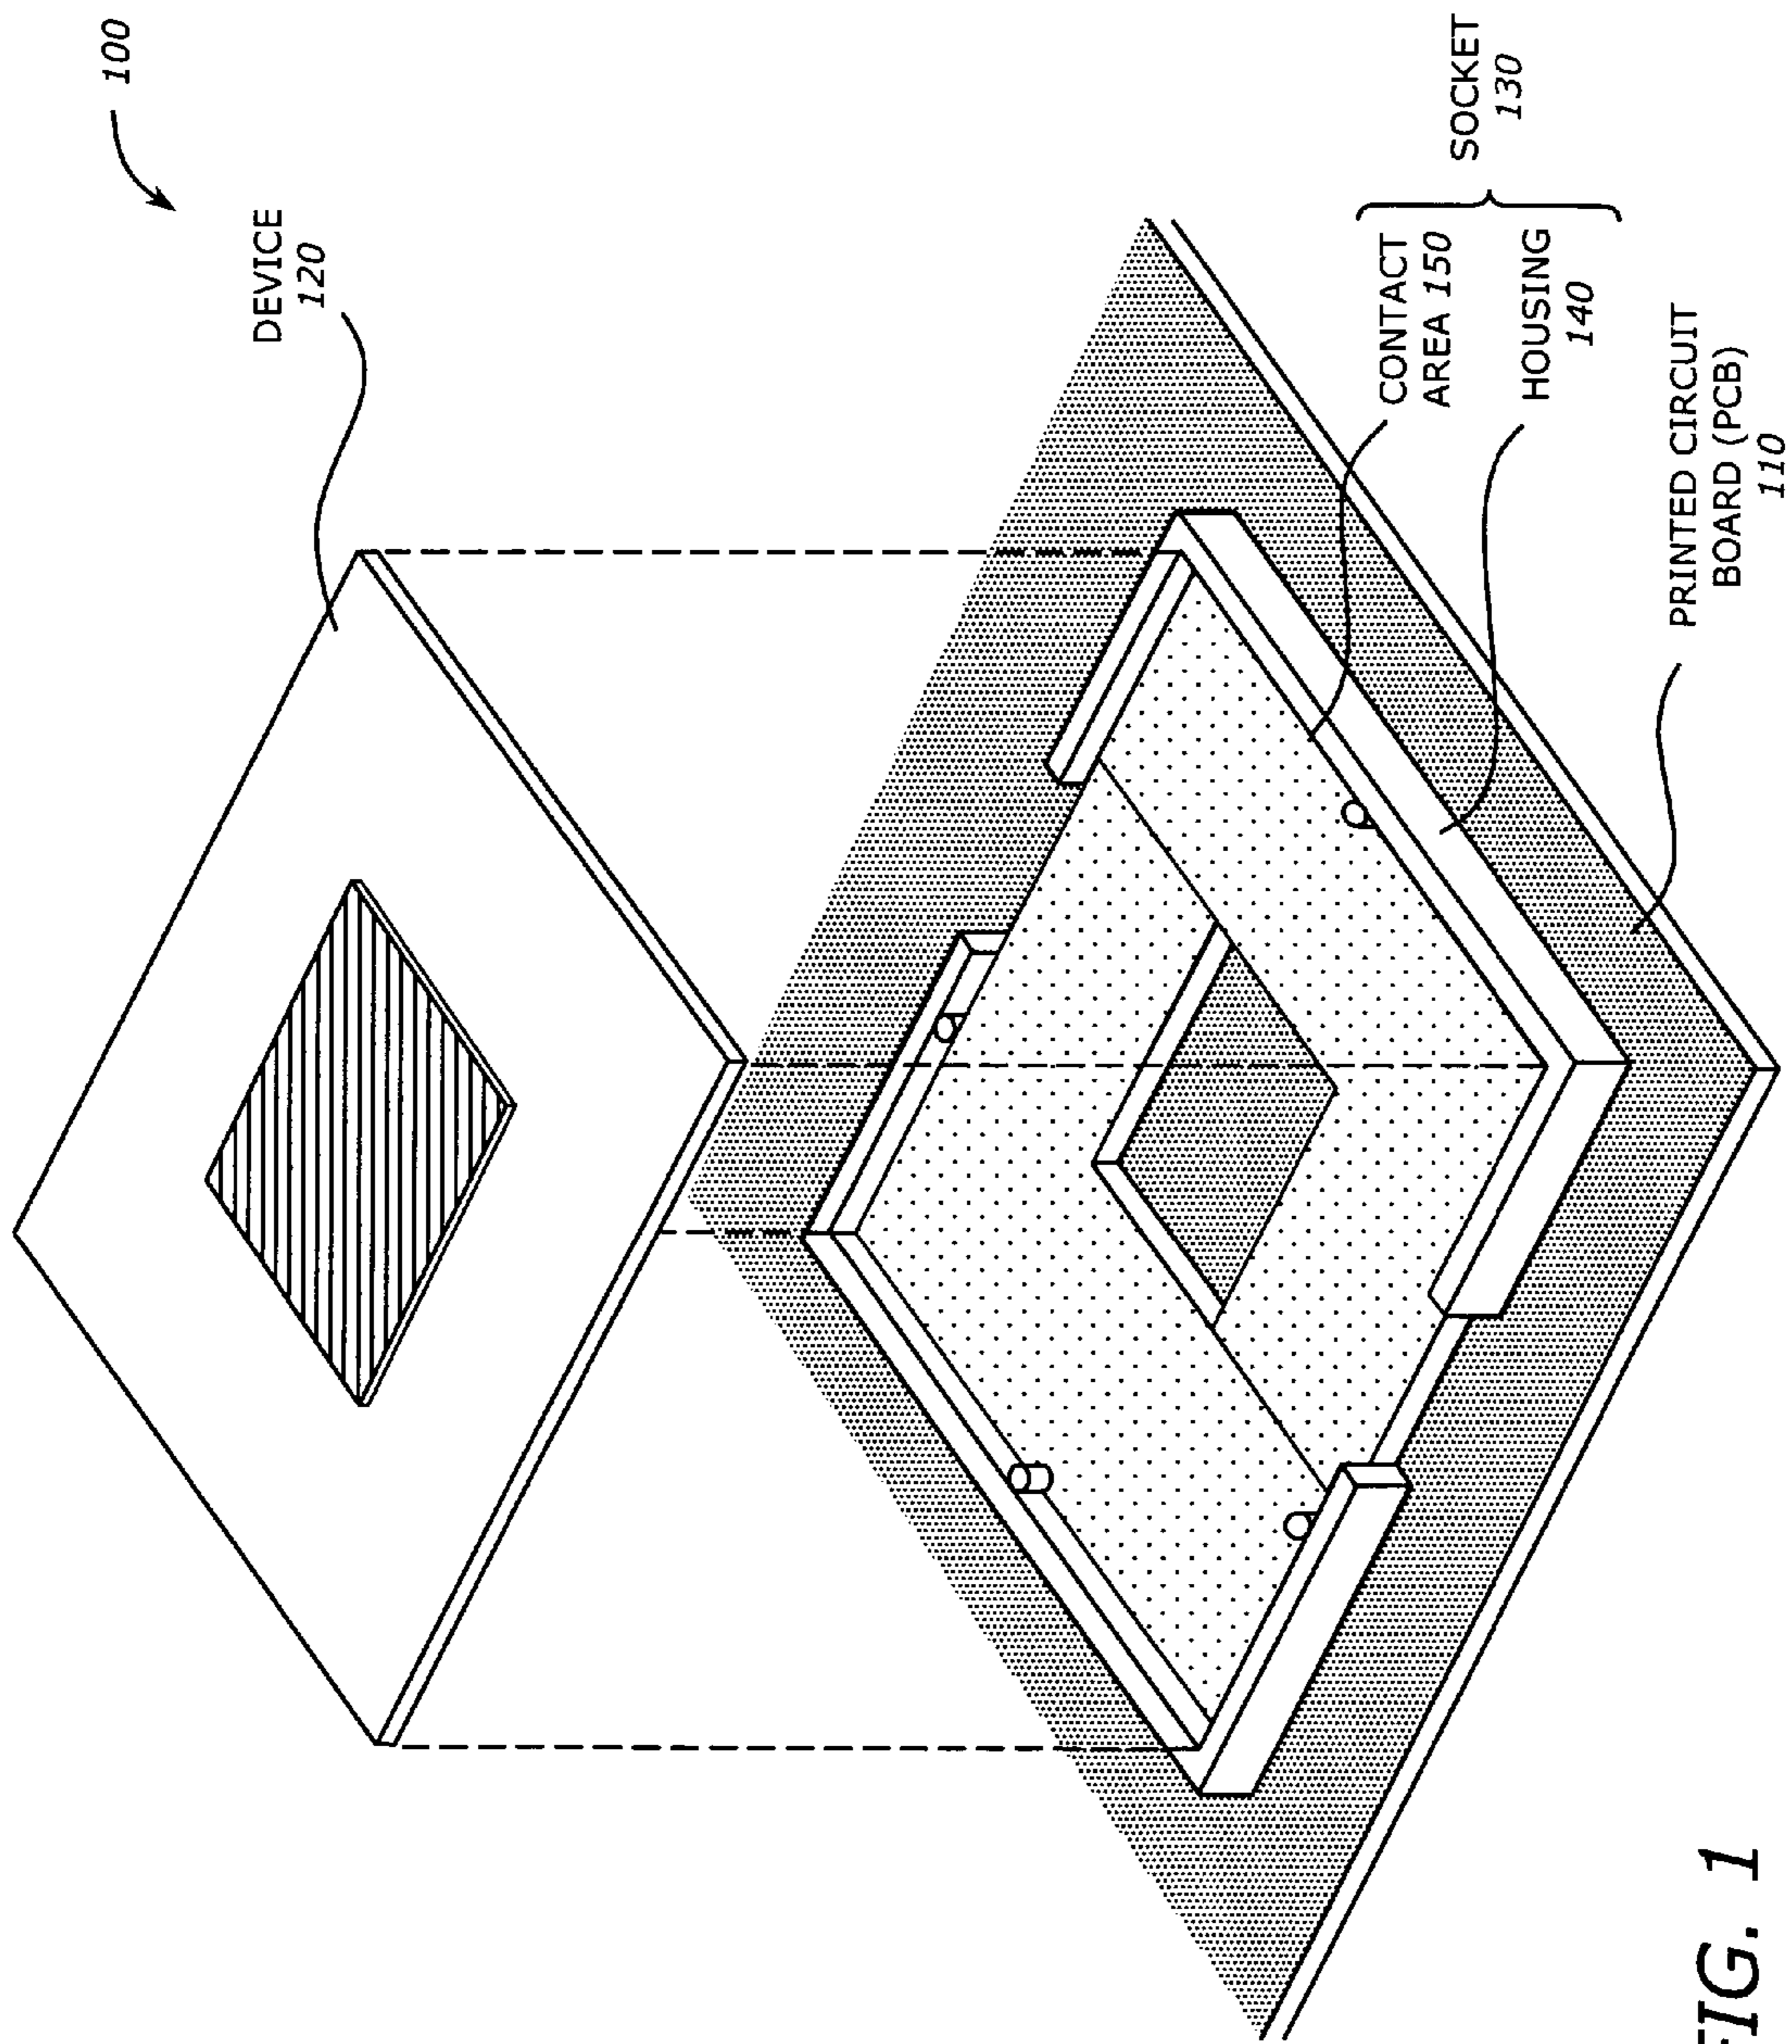 100
DEVICE
120
SOCKET
130
CONTACT
AREA 150
HOUSING
140
PRINTED CIRCUIT
BOARD (PCB)
110
FIG. 1